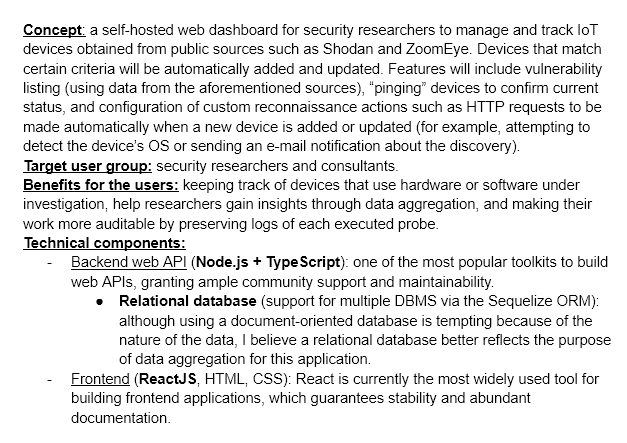 Concept: a self-hosted web dashboard for security researchers to manage and track IoT
devices obtained from public sources such as Shodan and ZoomEye. Devices that match
certain criteria will be automatically added and updated. Features will include vulnerability
listing (using data from the aforementioned sources), “pinging” devices to confirm current
status, and configuration of custom reconnaissance actions such as HTTP requests to be
made automatically when a new device is added or updated (for example, attempting to
detect the device’s OS or sending an e-mail notification about the discovery).
Target user group: security researchers and consultants.
Benefits for the users: keeping track of devices that use hardware or software under
investigation, help researchers gain insights through data aggregation, and making their
work more auditable by preserving logs of each executed probe.
Technical components:
- Backend web API (Node.js + TypeScript): one of the most popular toolkits to build
web APIs, granting ample community support and maintainability.
● Relational database (support for multiple DBMS via the Sequelize ORM):
although using a document-oriented database is tempting because of the
nature of the data, I believe a relational database better reflects the purpose
of data aggregation for this application.
- Frontend (ReactJS, HTML, CSS): React is currently the most widely used tool for
building frontend applications, which guarantees stability and abundant
documentation.